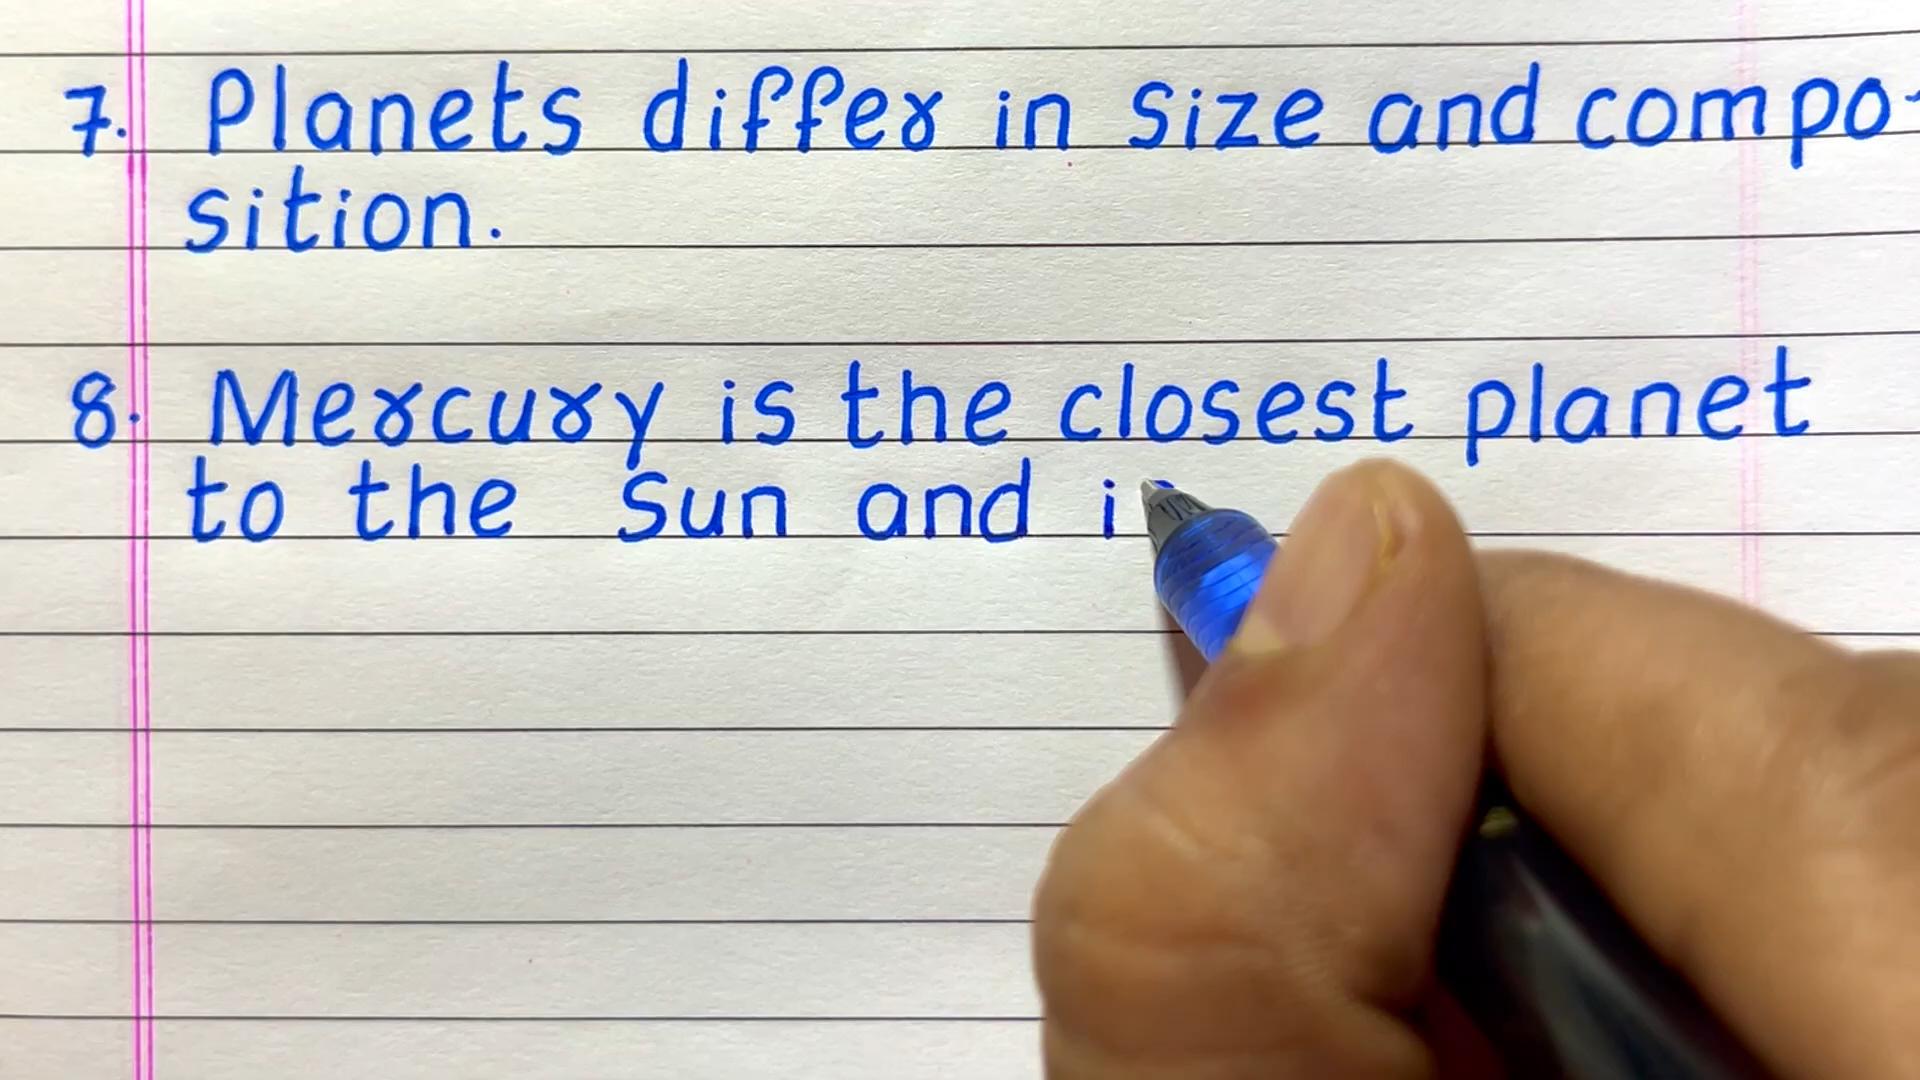 7. Planets differ in size and compo-
sition.
8. Mercury is the closest planet
to the Sun and